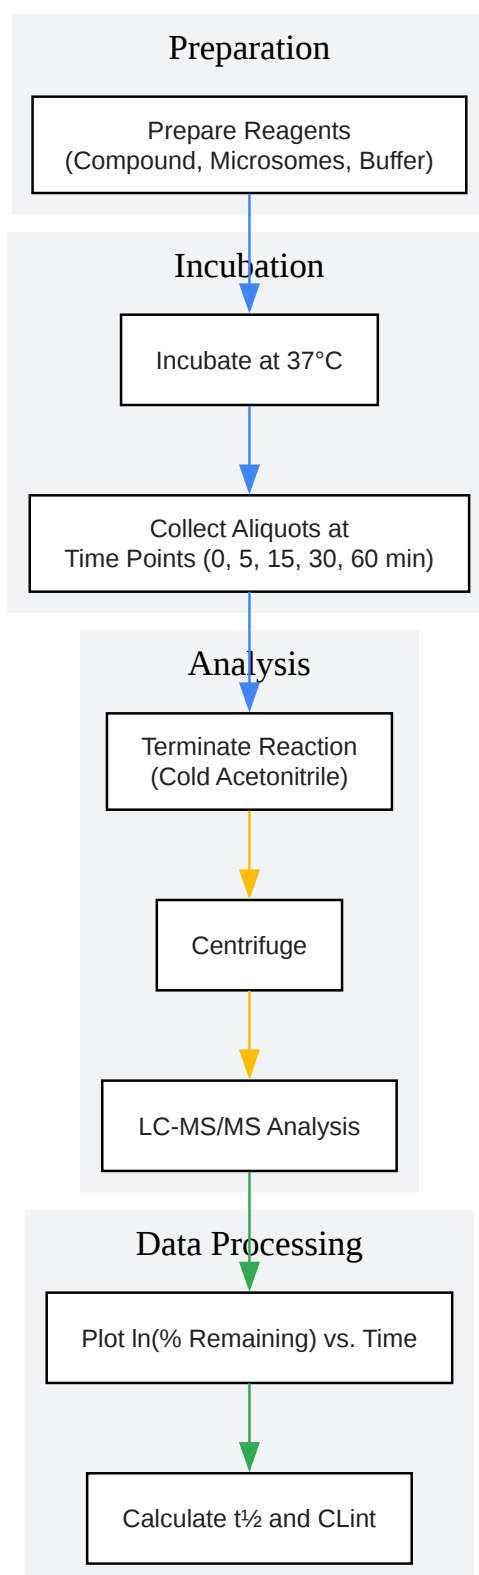 Preparation
Prepare Reagents
(Compound, Microsomes, Buffer)
Incubation
Incubate at 37°C
Collect Aliquots at
Time Points (0, 5, 15, 30, 60 min)
Analysis
Terminate Reaction
(Cold Acetonitrile)
Centrifuge
LC-MS/MS Analysis
Data Processing
Plot ln(% Remaining) vs. Time
Calculate t½ and CLint